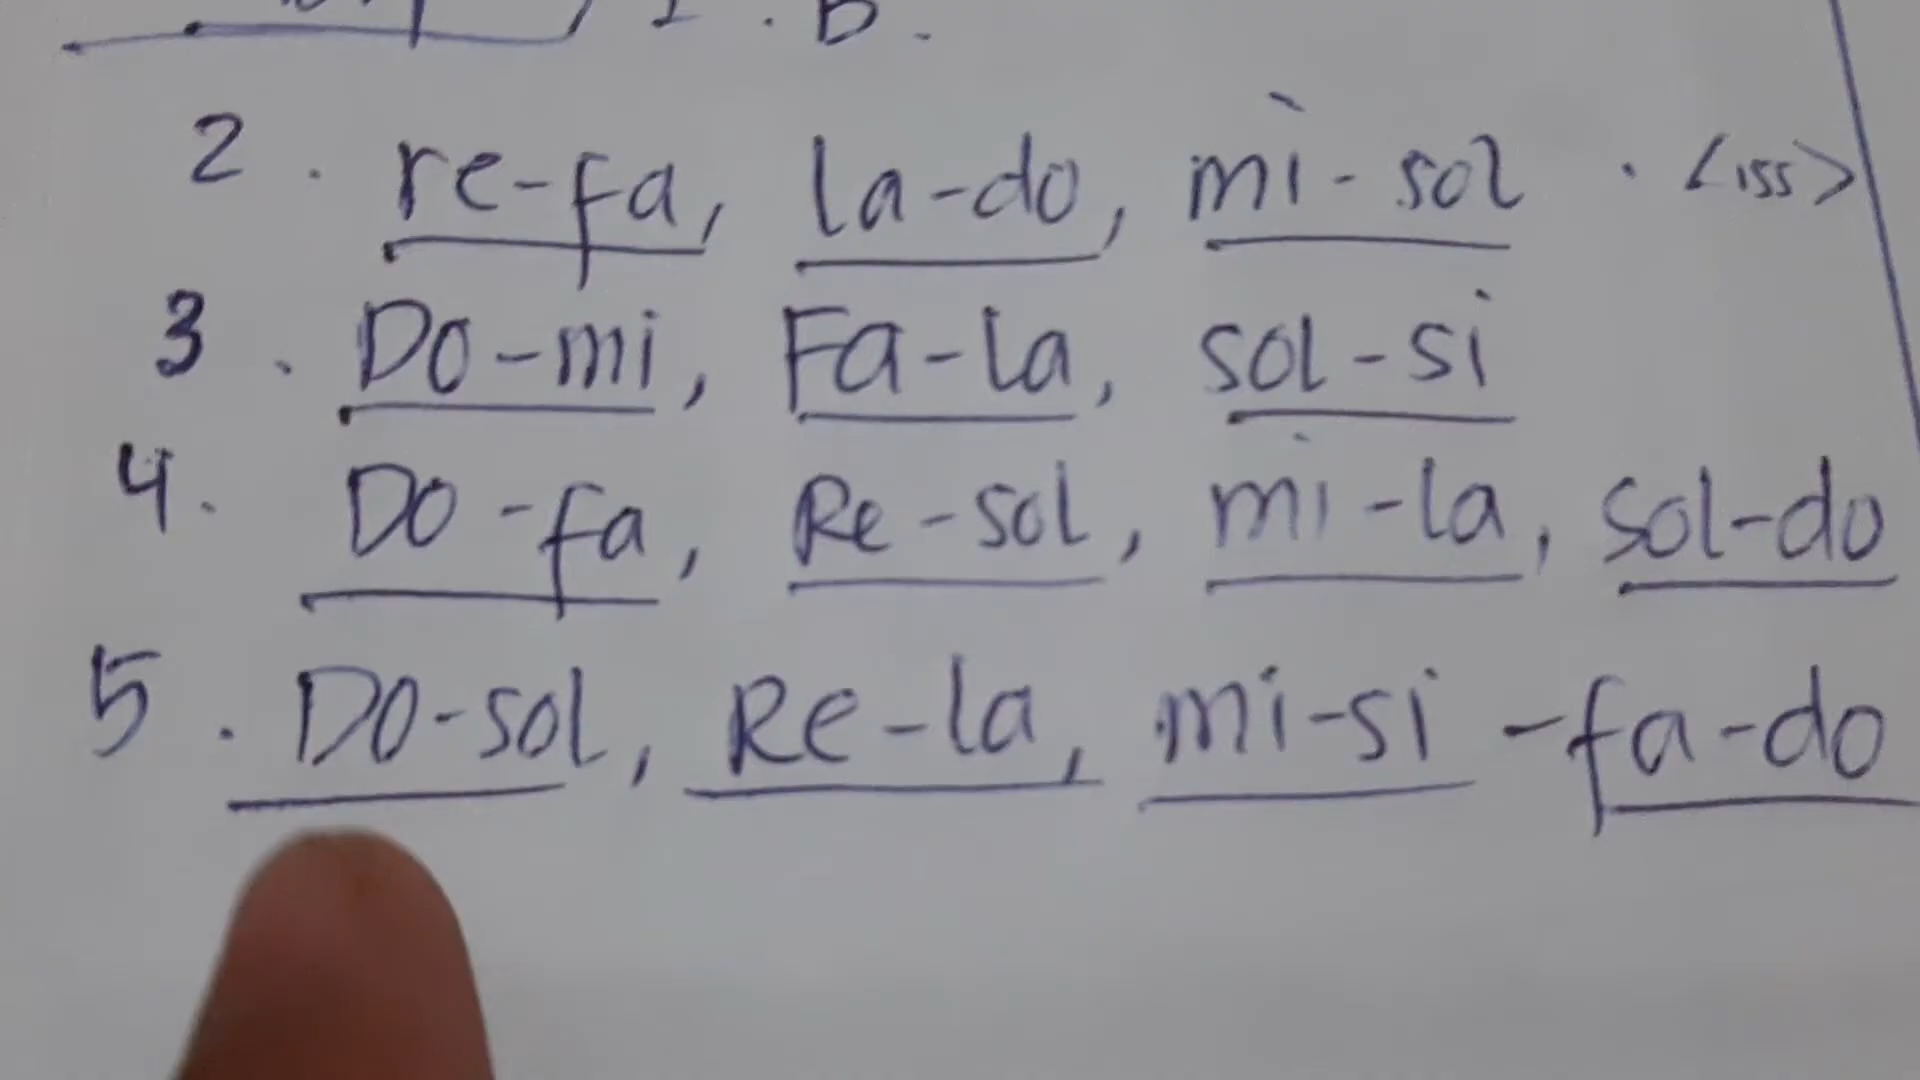 I . B .
2 . re-fa, la-do, mi-sol . <iss>
3 . Do-mi, Fa-la, sol-si
4 . Do-fa, Re-sol, mi-la, sol-do
5 . Do-sol, Re-la, mi-si -fa-do